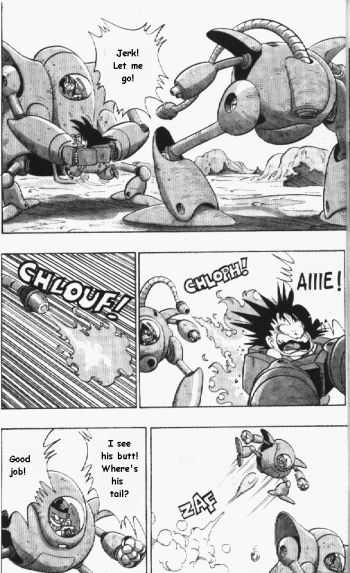 Jerk!
Let me
go!
CHLOUF!
CHLOPH!
AIIIE!
Good
job!
I see
his butt!
Where's
his
tail?
ZAF